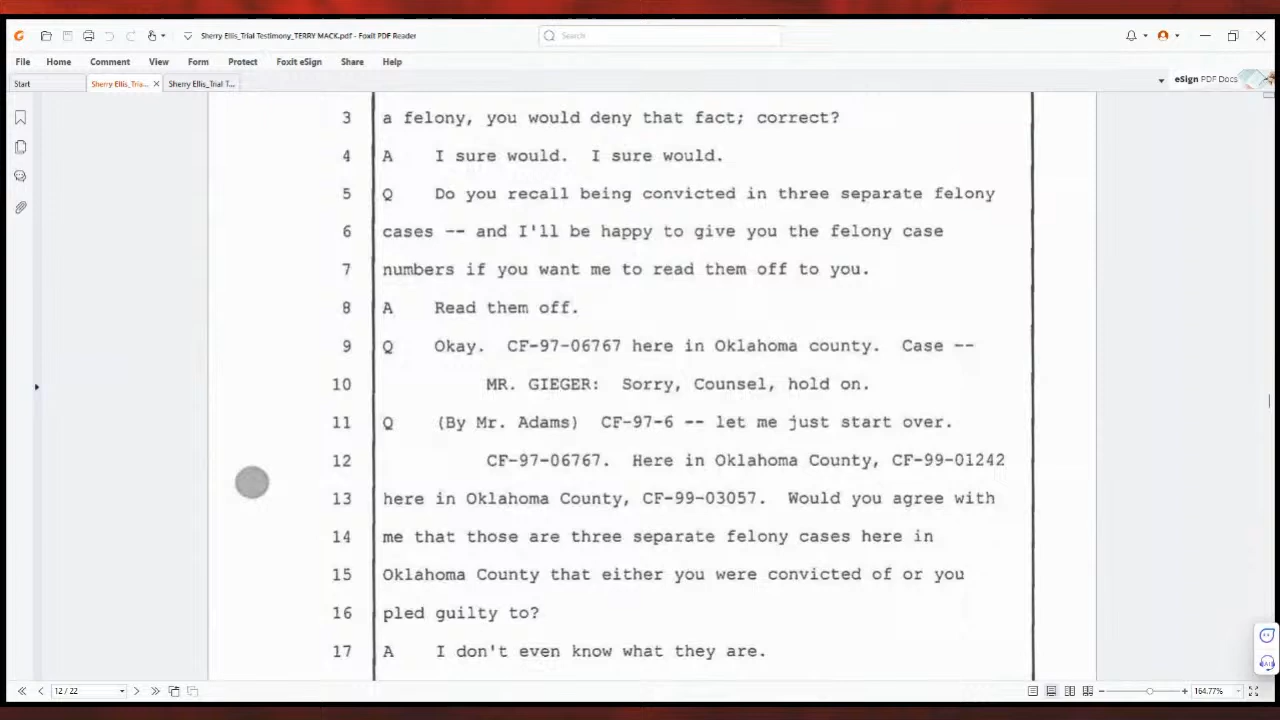 Sherry Ellis_Trial Testimony_TERRY MACK.pdf - Foxit PDF Reader
Search
File Home Comment View Form Protect Foxit eSign Share Help
Start Sherry Ellis_Tria... Sherry Ellis_Trial T...
eSign PDF Docs
3 a felony, you would deny that fact; correct?
4 A I sure would. I sure would.
5 Q Do you recall being convicted in three separate felony
6 cases -- and I'll be happy to give you the felony case
7 numbers if you want me to read them off to you.
8 A Read them off.
9 Q Okay. CF-97-06767 here in Oklahoma county. Case --
10 MR. GIEGER: Sorry, Counsel, hold on.
11 Q (By Mr. Adams) CF-97-6 -- let me just start over.
12 CF-97-06767. Here in Oklahoma County, CF-99-01242
13 here in Oklahoma County, CF-99-03057. Would you agree with
14 me that those are three separate felony cases here in
15 Oklahoma County that either you were convicted of or you
16 pled guilty to?
17 A I don't even know what they are.
12 / 22
164.77%